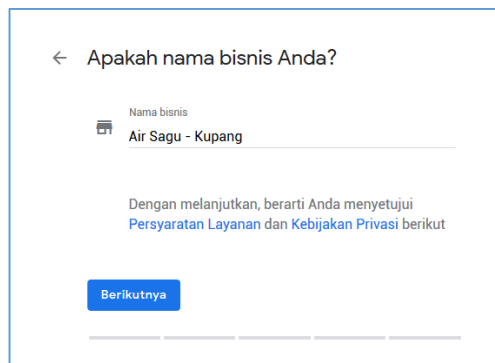 Apakah nama bisnis Anda?
Nama bisnis
Air Sagu - Kupang
Dengan melanjutkan, berarti Anda menyetujui
Persyaratan Layanan dan Kebijakan Privasi berikut
Berikutnya